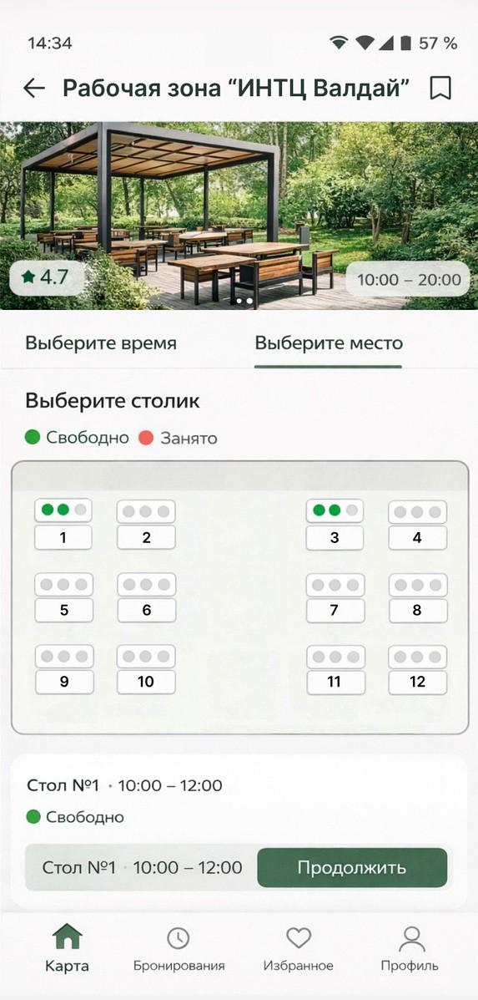 14:34 57 %
Рабочая зона “ИНТЦ Валдай”
4.7
10:00 – 20:00
Выберите время Выберите место
Выберите столик
Свободно Занято
1 2 3 4
5 6 7 8
9 10 11 12
Стол №1 · 10:00 – 12:00
Свободно
Стол №1 · 10:00 – 12:00 Продолжить
Карта Бронирования Избранное Профиль